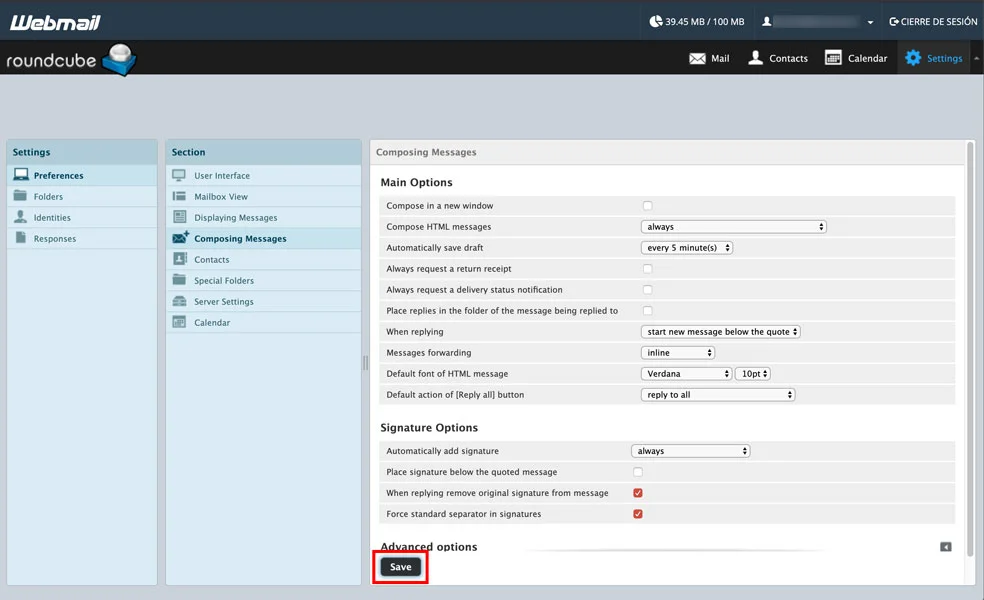 Webmail
39.45 MB / 100 MB
CIERRE DE SESIÓN
roundcube
Mail
Contacts
Calendar
Settings
Settings
Preferences
Folders
Identities
Responses
Section
User Interface
Mailbox View
Displaying Messages
Composing Messages
Contacts
Special Folders
Server Settings
Calendar
Composing Messages
Main Options
Compose in a new window
Compose HTML messages always
Automatically save draft every 5 minute(s)
Always request a return receipt
Always request a delivery status notification
Place replies in the folder of the message being replied to
When replying start new message below the quote
Messages forwarding inline
Default font of HTML message Verdana 10pt
Default action of [Reply all] button reply to all
Signature Options
Automatically add signature always
Place signature below the quoted message
When replying remove original signature from message
Force standard separator in signatures
Advanced options
Save